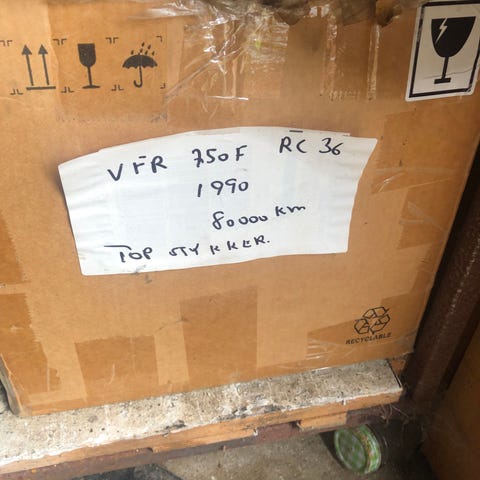 VFR 750F RC 36
1990
80000 km
TOP STYKKER.
RECYCLABLE